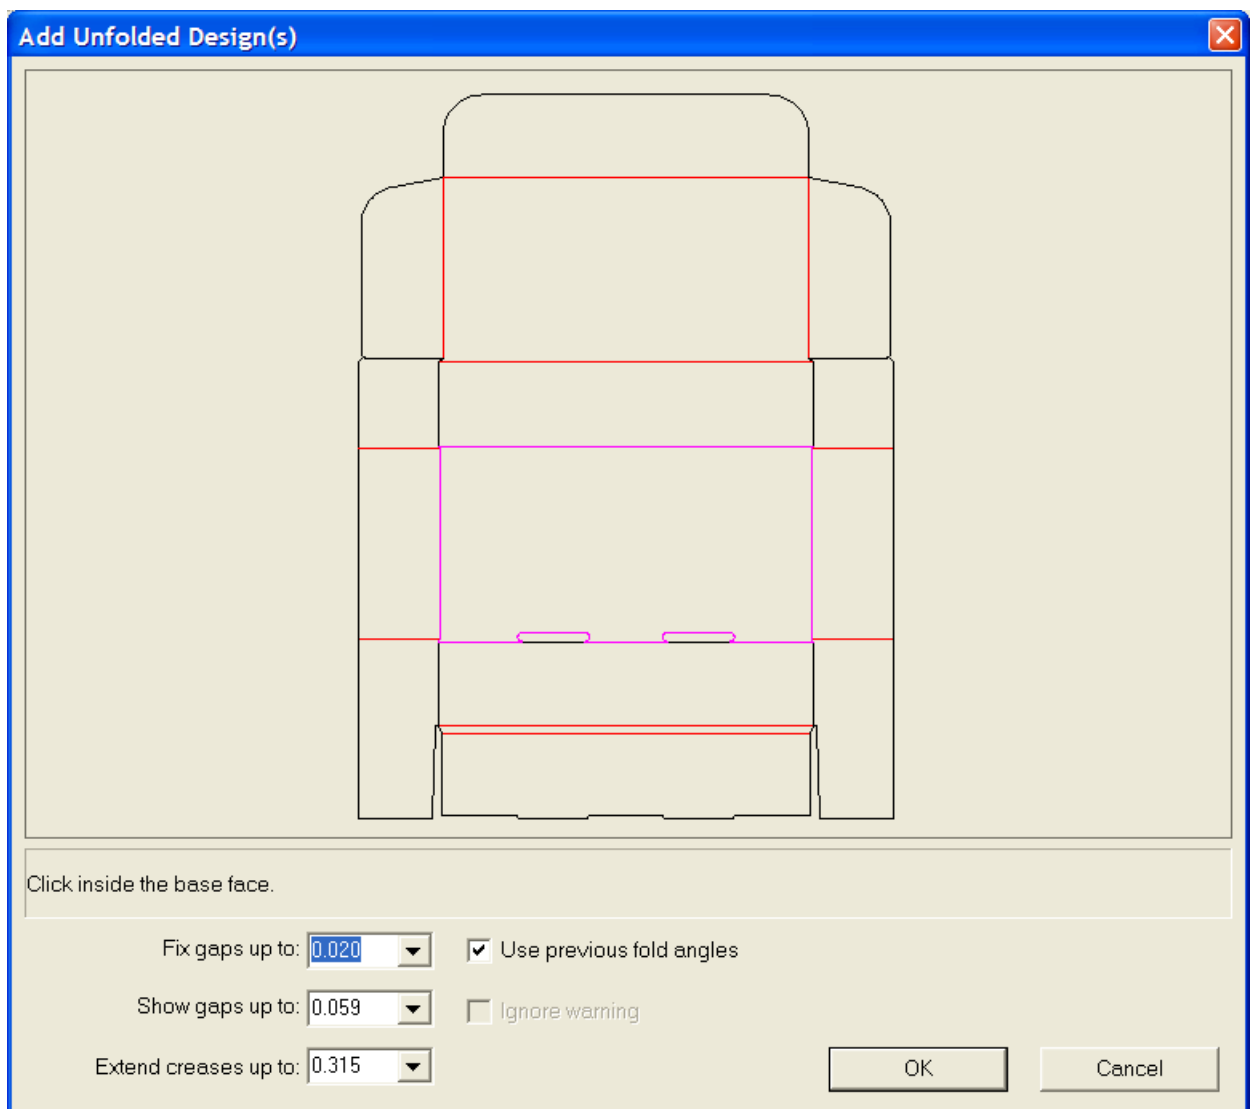 Add Unfolded Design(s)
Click inside the base face.
Fix gaps up to: 0.020 Use previous fold angles
Show gaps up to: 0.059 Ignore warning
Extend creases up to: 0.315 OK Cancel